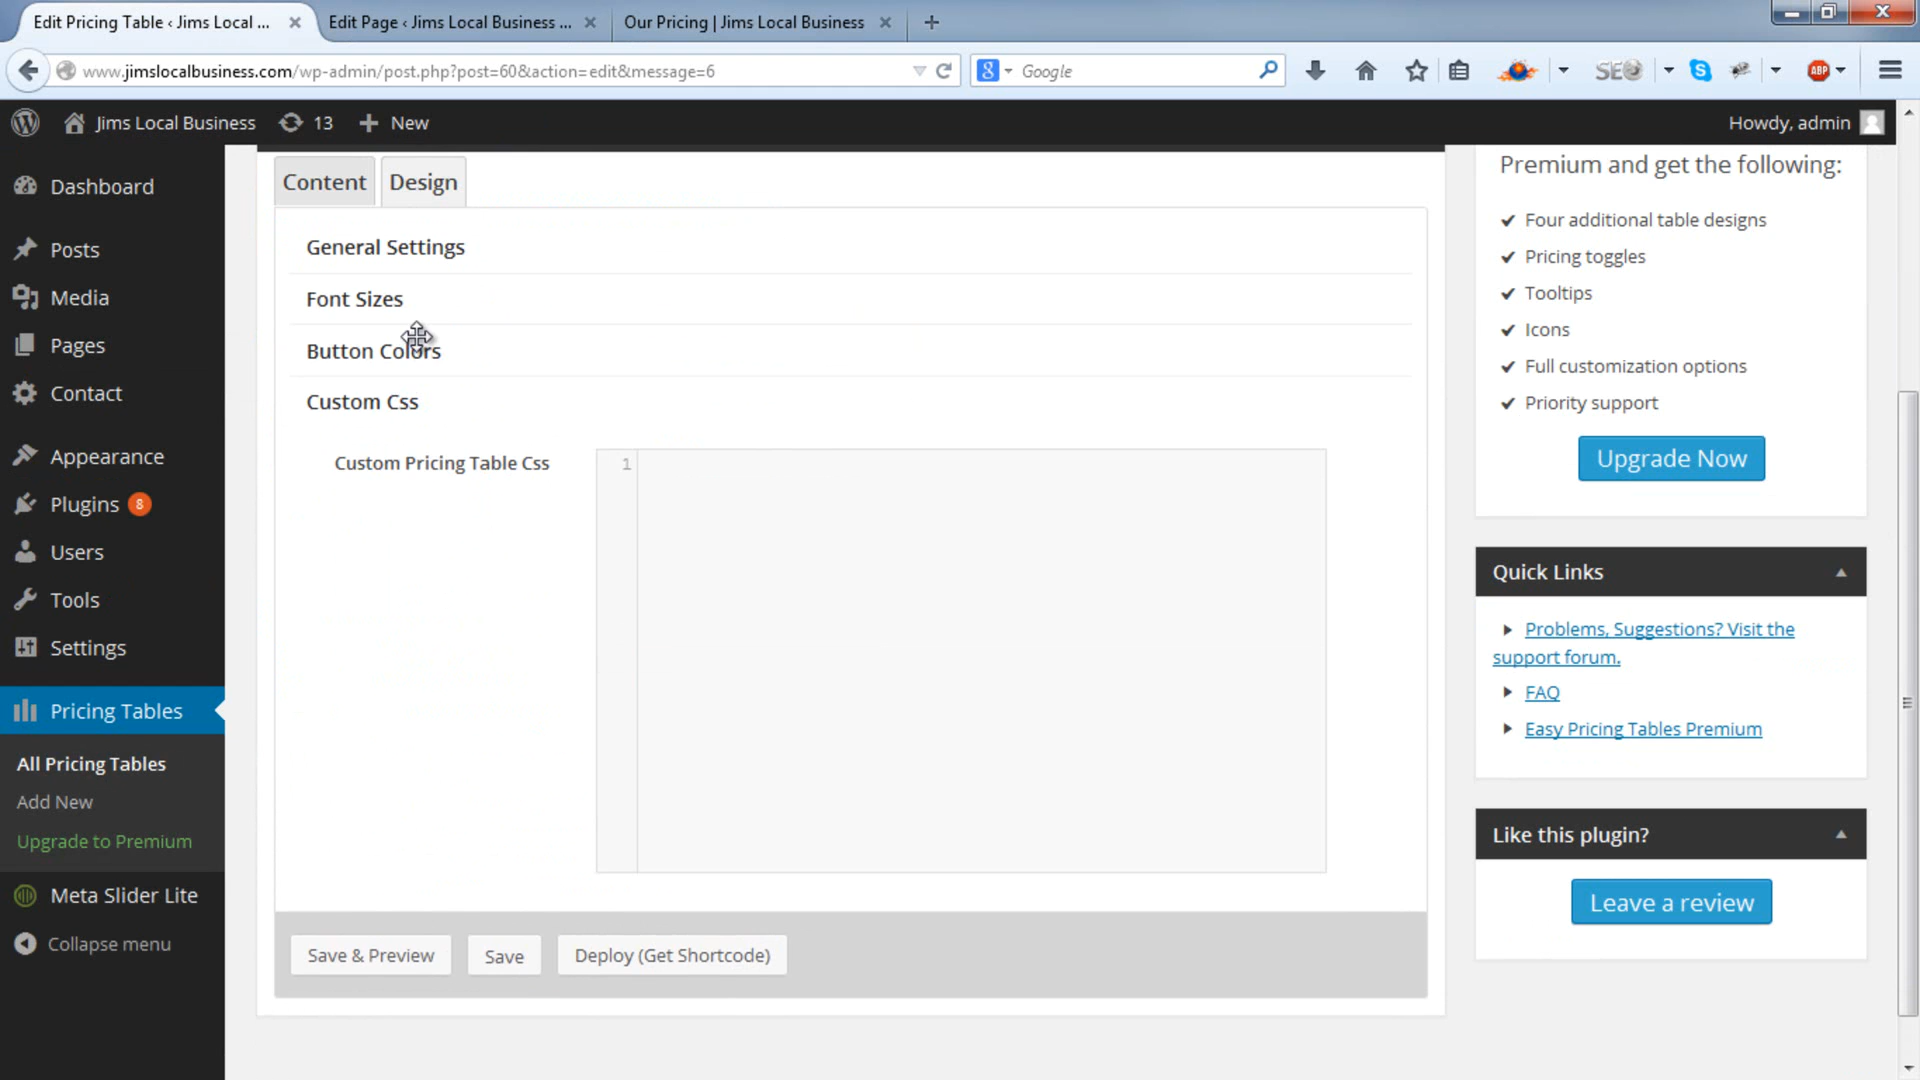 Edit Pricing Table ‹ Jims Local ...
Edit Page ‹ Jims Local Business ...
Our Pricing | Jims Local Business
www.jimslocalbusiness.com/wp-admin/post.php?post=60&action=edit&message=6
Google
SEO
ABP
Jims Local Business
13
New
Howdy, admin
Dashboard
Posts
Media
Pages
Contact
Appearance
Plugins 8
Users
Tools
Settings
Pricing Tables
All Pricing Tables
Add New
Upgrade to Premium
Meta Slider Lite
Collapse menu
Content
Design
General Settings
Font Sizes
Button Colors
Custom Css
Custom Pricing Table Css
1
Save & Preview
Save
Deploy (Get Shortcode)
Premium and get the following:
Four additional table designs
Pricing toggles
Tooltips
Icons
Full customization options
Priority support
Upgrade Now
Quick Links
Problems, Suggestions? Visit the
support forum.
FAQ
Easy Pricing Tables Premium
Like this plugin?
Leave a review